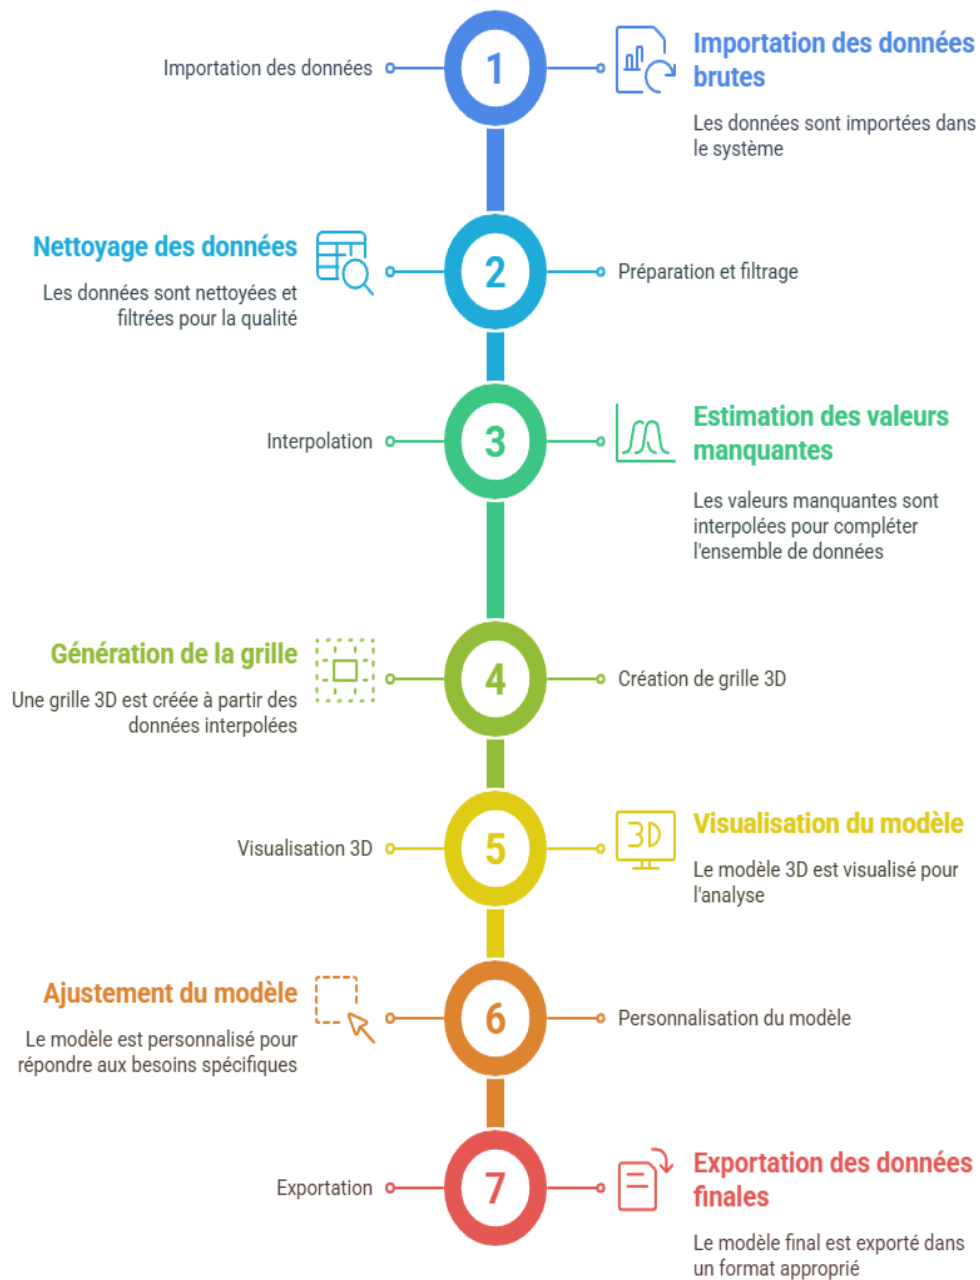 Importation des données
1
Importation des données
brutes
Les données sont importées dans
le système
Nettoyage des données
Les données sont nettoyées et
filtrées pour la qualité
2
Préparation et filtrage
Interpolation
3
Estimation des valeurs
manquantes
Les valeurs manquantes sont
interpolées pour compléter
l'ensemble de données
Génération de la grille
Une grille 3D est créée à partir des
données interpolées
4
Création de grille 3D
Visualisation 3D
5
3D
Visualisation du modèle
Le modèle 3D est visualisé pour
l'analyse
Ajustement du modèle
Le modèle est personnalisé pour
répondre aux besoins spécifiques
6
Personnalisation du modèle
Exportation
7
Exportation des données
finales
Le modèle final est exporté dans
un format approprié